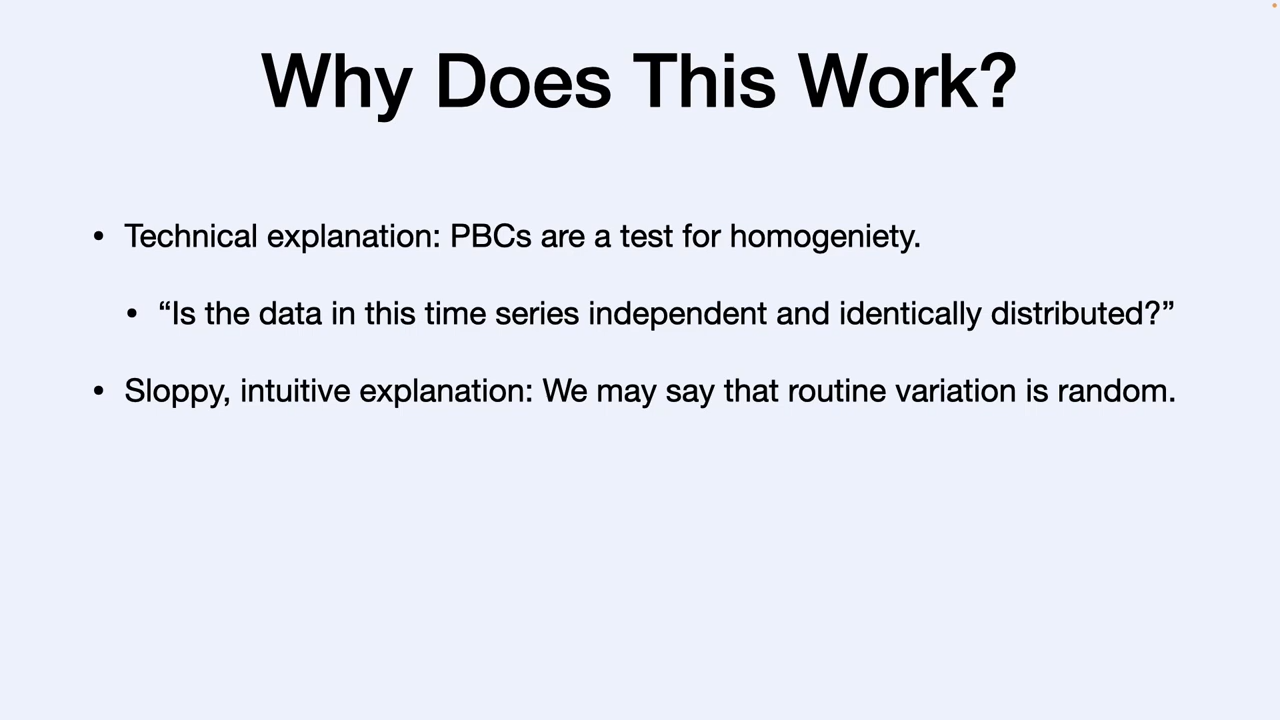 Why Does This Work?
• Technical explanation: PBCs are a test for homogeniety.
• “Is the data in this time series independent and identically distributed?”
• Sloppy, intuitive explanation: We may say that routine variation is random.